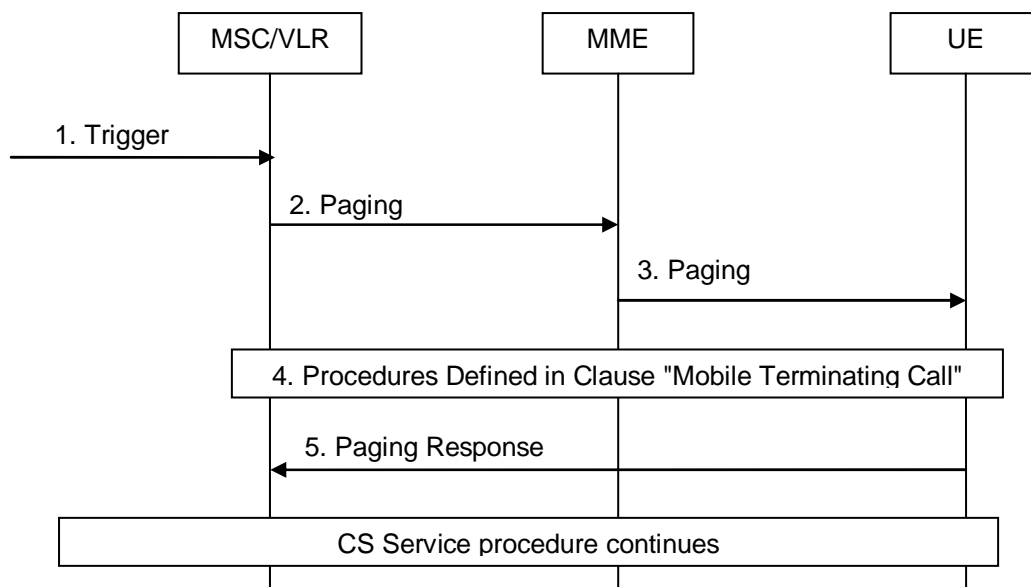 MSC/VLR
MME
UE
1. Trigger
2. Paging
3. Paging
4. Procedures Defined in Clause "Mobile Terminating Call"
5. Paging Response
CS Service procedure continues